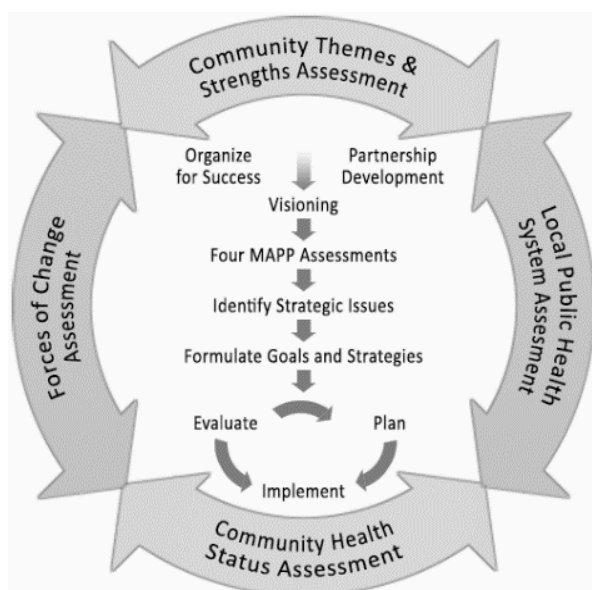 Community Themes &
Strengths Assessment
Organize
for Success
Partnership
Development
Visioning
Four MAPP Assessments
Identify Strategic Issues
Formulate Goals and Strategies
Evaluate
Plan
Implement
Forces of Change
Assessment
Local Public Health
System Assesment
Community Health
Status Assessment